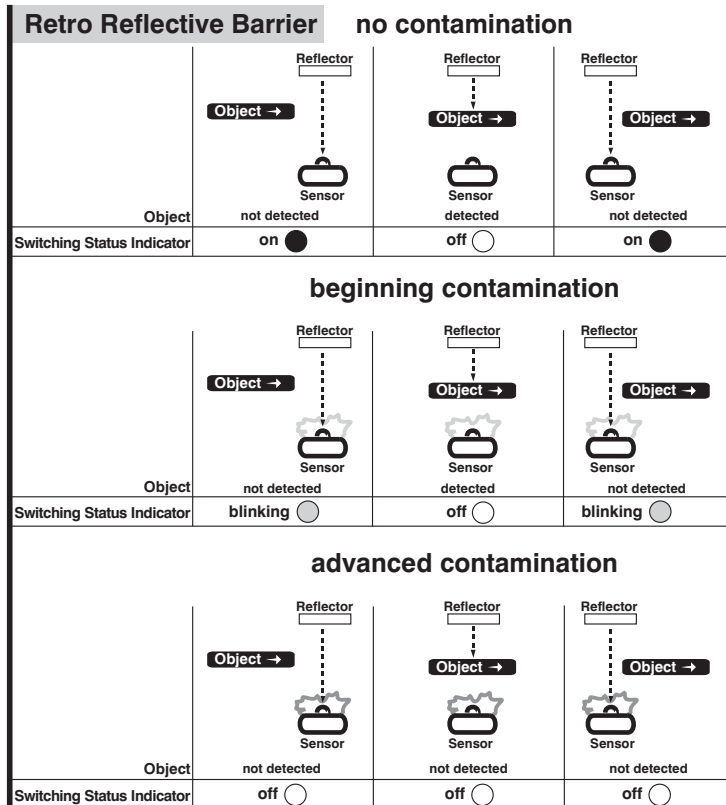 Retro Reflective Barrier no contamination
Reflector Reflector Reflector
Object → Object → Object →
Sensor Sensor Sensor
Object not detected detected not detected
Switching Status Indicator on off on
beginning contamination
Reflector Reflector Reflector
Object → Object → Object →
Sensor Sensor Sensor
Object not detected detected not detected
Switching Status Indicator blinking off blinking
advanced contamination
Reflector Reflector Reflector
Object → Object → Object →
Sensor Sensor Sensor
Object not detected not detected not detected
Switching Status Indicator off off off